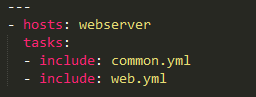 ---
- hosts: webserver
  tasks:
  - include: common.yml
  - include: web.yml